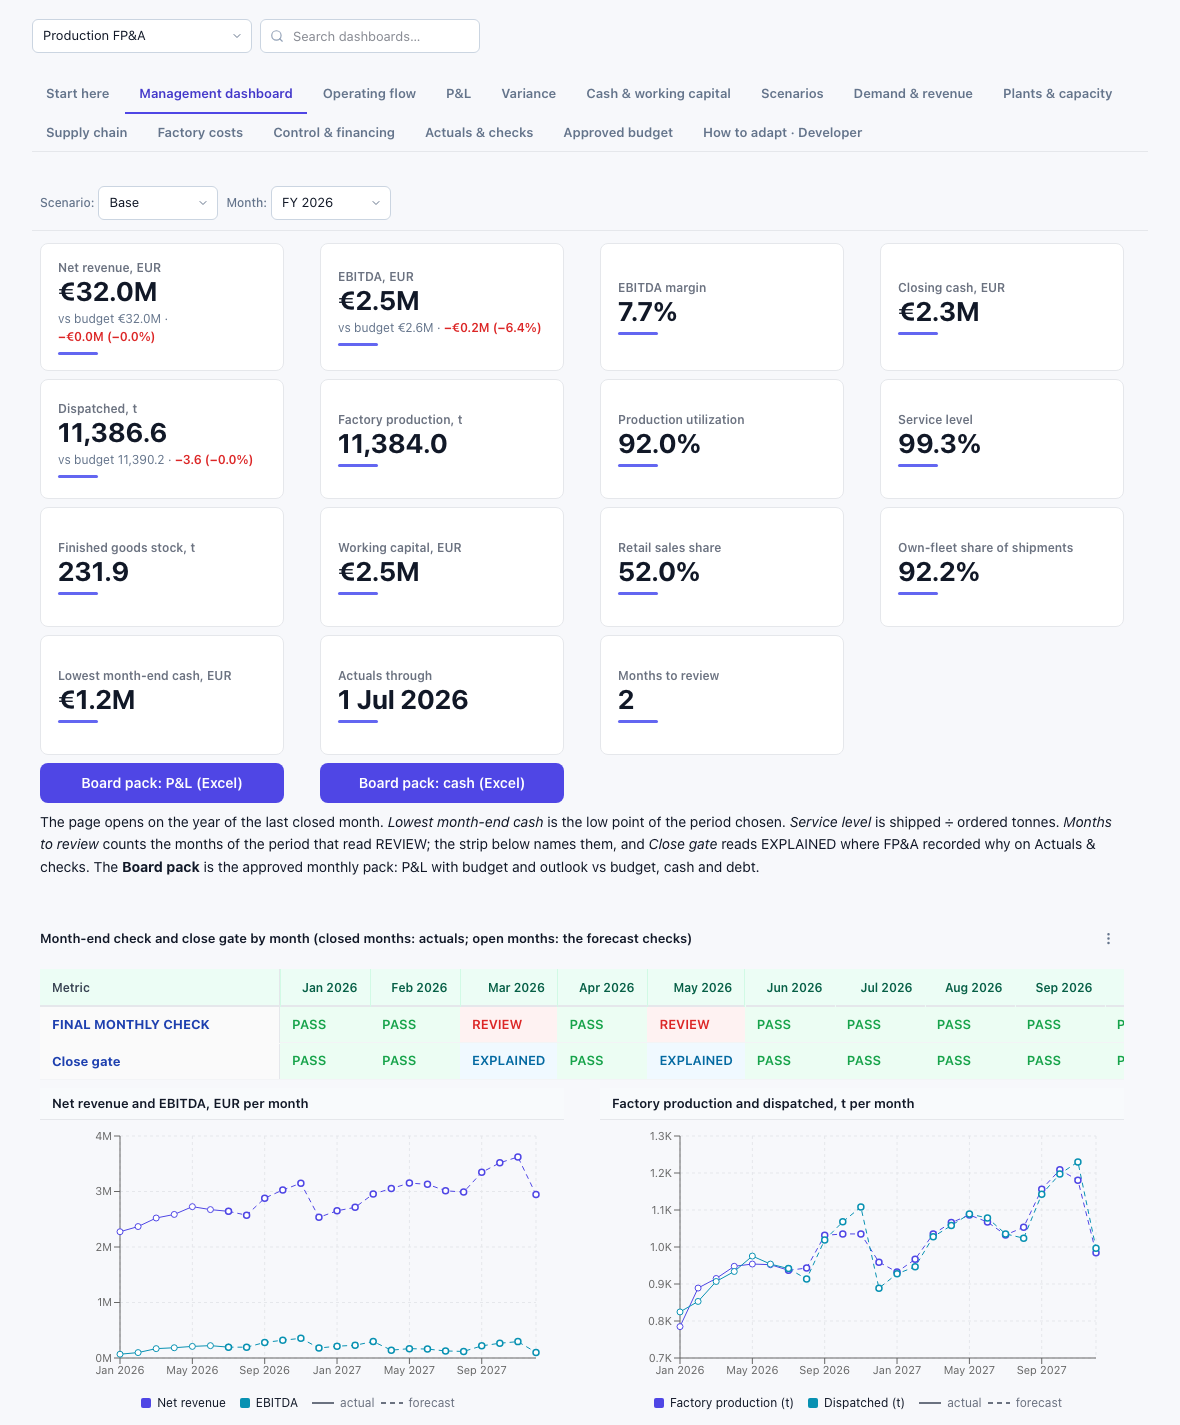 Production FP&A
Search dashboards...
Start here
Management dashboard
Operating flow
P&L
Variance
Cash & working capital
Scenarios
Demand & revenue
Plants & capacity
Supply chain
Factory costs
Control & financing
Actuals & checks
Approved budget
How to adapt · Developer
Scenario: Base
Month: FY 2026
Net revenue, EUR
€32.0M
vs budget €32.0M ·
−€0.0M (−0.0%)
EBITDA, EUR
€2.5M
vs budget €2.6M · −€0.2M (−6.4%)
EBITDA margin
7.7%
Closing cash, EUR
€2.3M
Dispatched, t
11,386.6
vs budget 11,390.2 · −3.6 (−0.0%)
Factory production, t
11,384.0
Production utilization
92.0%
Service level
99.3%
Finished goods stock, t
231.9
Working capital, EUR
€2.5M
Retail sales share
52.0%
Own-fleet share of shipments
92.2%
Lowest month-end cash, EUR
€1.2M
Actuals through
1 Jul 2026
Months to review
2
Board pack: P&L (Excel)
Board pack: cash (Excel)
The page opens on the year of the last closed month. Lowest month-end cash is the low point of the period chosen. Service level is shipped ÷ ordered tonnes. Months
to review counts the months of the period that read REVIEW; the strip below names them, and Close gate reads EXPLAINED where FP&A recorded why on Actuals &
checks. The Board pack is the approved monthly pack: P&L with budget and outlook vs budget, cash and debt.
Month-end check and close gate by month (closed months: actuals; open months: the forecast checks)
Metric Jan 2026 Feb 2026 Mar 2026 Apr 2026 May 2026 Jun 2026 Jul 2026 Aug 2026 Sep 2026
FINAL MONTHLY CHECK PASS PASS REVIEW PASS REVIEW PASS PASS PASS PASS P
Close gate PASS PASS EXPLAINED PASS EXPLAINED PASS PASS PASS PASS P
Net revenue and EBITDA, EUR per month
4M
3M
2M
1M
0M
Jan 2026 May 2026 Sep 2026 Jan 2027 May 2027 Sep 2027
Net revenue EBITDA actual forecast
Factory production and dispatched, t per month
1.3K
1.2K
1.1K
1.0K
0.9K
0.8K
0.7K
Jan 2026 May 2026 Sep 2026 Jan 2027 May 2027 Sep 2027
Factory production (t) Dispatched (t) actual forecast